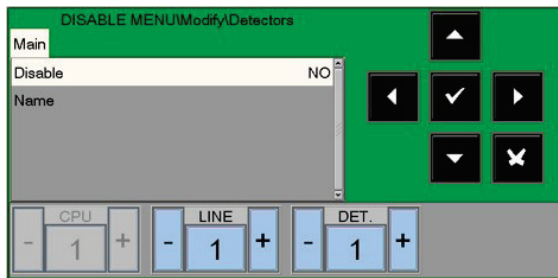 DISABLE MENU\Modify\Detectors
Main
Disable NO
Name
CPU LINE DET.
- 1 + - 1 + - 1 +